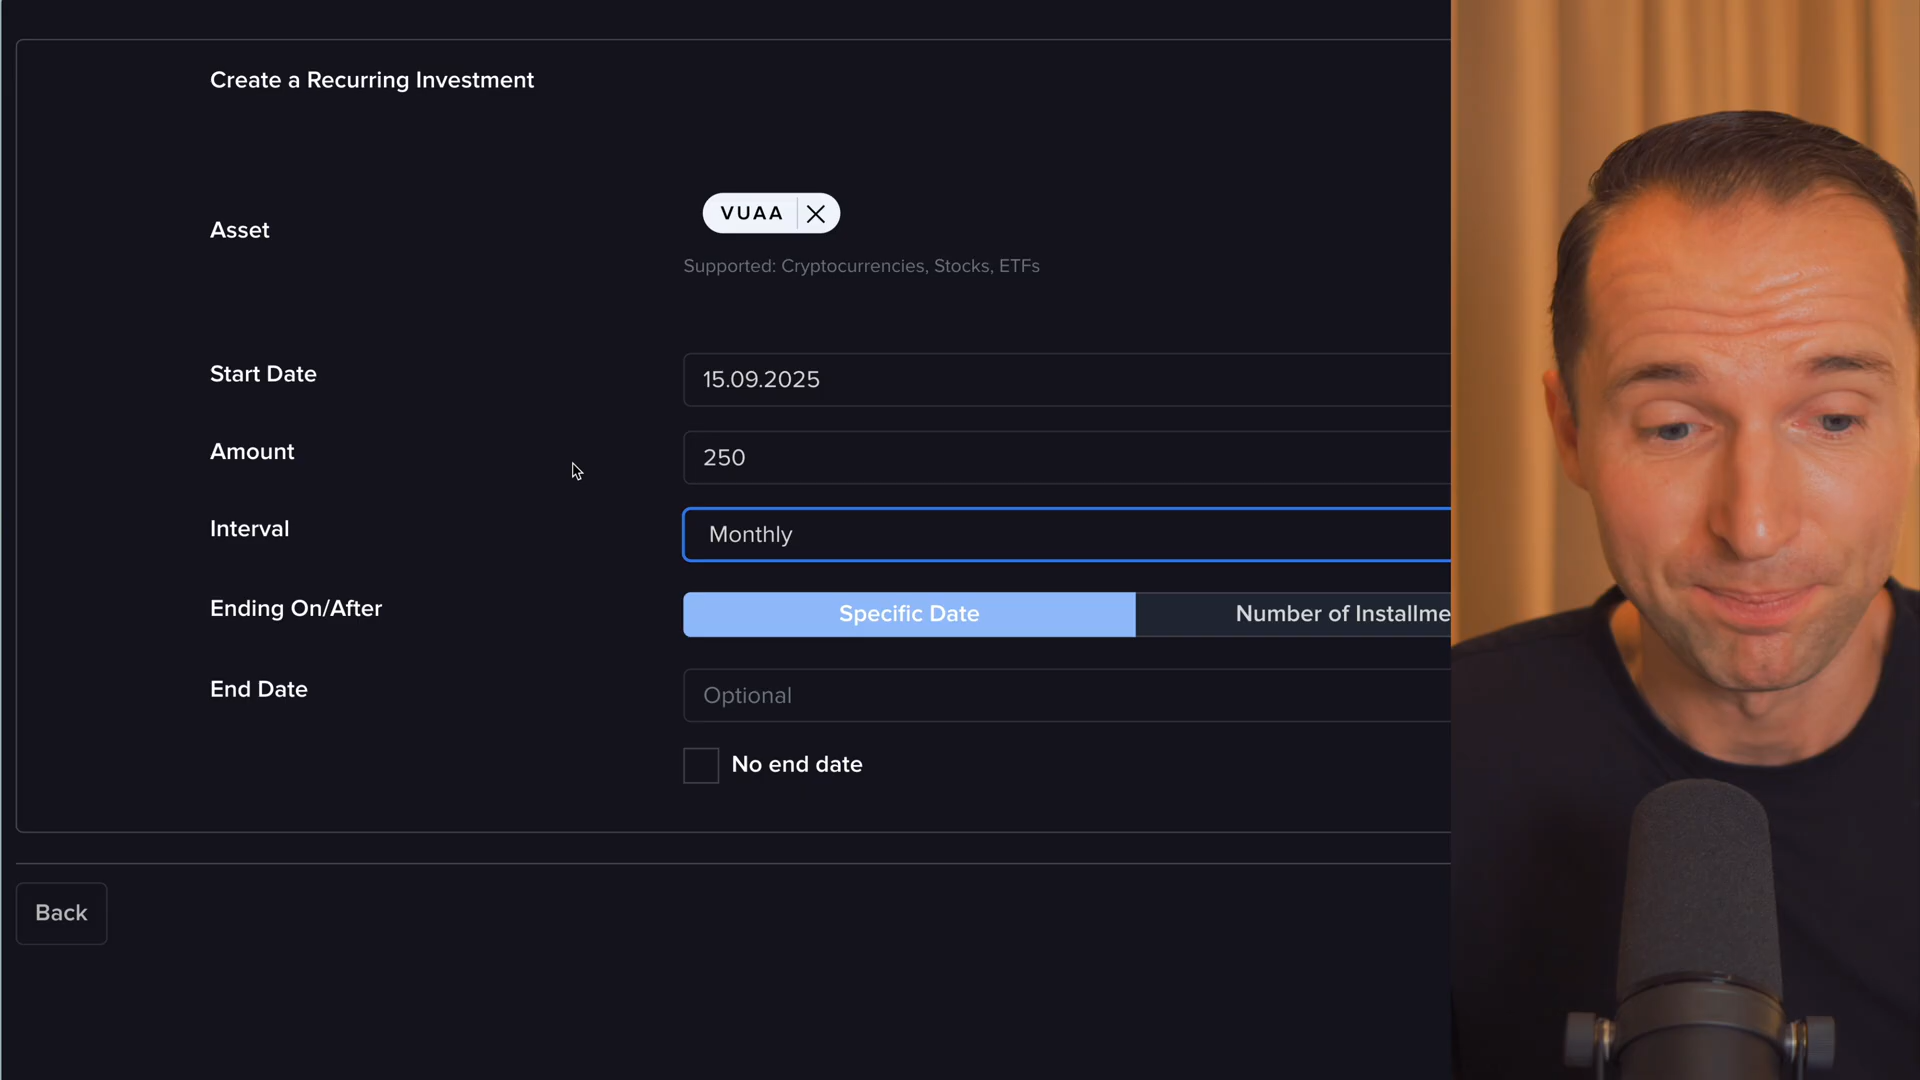 Create a Recurring Investment
Asset
VUAA
Supported: Cryptocurrencies, Stocks, ETFs
Start Date
15.09.2025
Amount
250
Interval
Monthly
Ending On/After
Specific Date
Number of Installme
End Date
Optional
No end date
Back